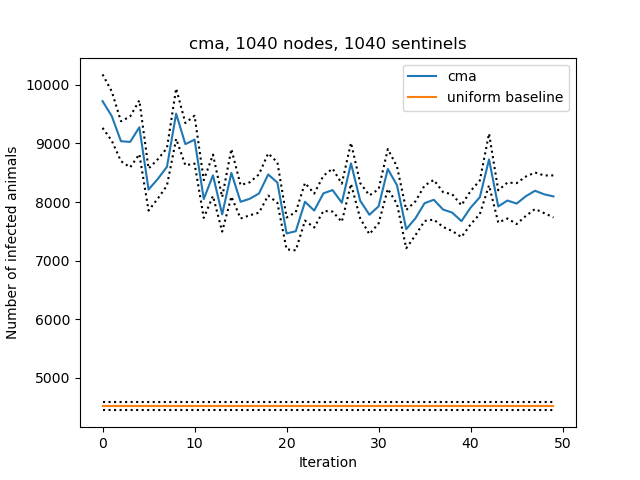 cma, 1040 nodes, 1040 sentinels
cma
uniform baseline
Number of infected animals
10000
9000
8000
7000
6000
5000
0
10
20
30
40
50
Iteration